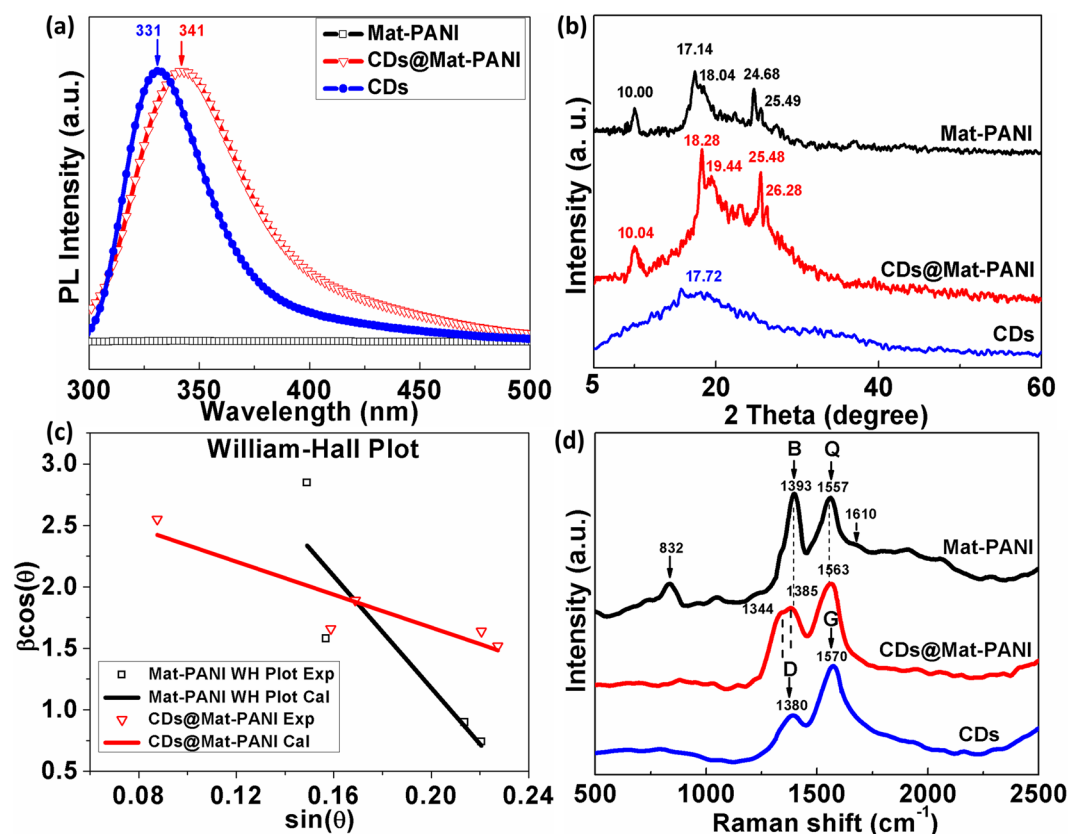 (a)
331
341
Mat-PANI
CDs@Mat-PANI
CDs
PL Intensity (a.u.)
300
350
400
450
500
Wavelength (nm)
(b)
10.00
17.14
18.04
24.68
25.49
Mat-PANI
10.04
18.28
19.44
25.48
26.28
CDs@Mat-PANI
17.72
CDs
Intensity (a. u.)
5
20
40
60
2 Theta (degree)
(c)
William-Hall Plot
3.0
2.5
2.0
1.5
1.0
0.5
βcos(θ)
Mat-PANI WH Plot Exp
Mat-PANI WH Plot Cal
CDs@Mat-PANI Exp
CDs@Mat-PANI Cal
0.08
0.12
0.16
0.20
0.24
sin(θ)
(d)
B
Q
1393
1557
1610
832
Mat-PANI
1563
1344
1385
CDs@Mat-PANI
G
1570
D
1380
CDs
Intensity (a.u.)
500
1000
1500
2000
2500
Raman shift (cm⁻¹)